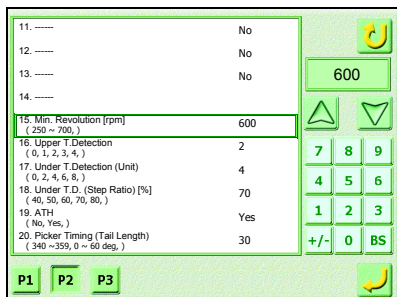 11. ------ No
12. ------ No
13. ------ No
14. ------
15. Min. Revolution [rpm] 600
( 250 ~ 700, )
16. Upper T.Detection 2
( 0, 1, 2, 3, 4, )
17. Under T.Detection (Unit) 4
( 0, 2, 4, 6, 8, )
18. Under T.D. (Step Ratio) [%] 70
( 40, 50, 60, 70, 80, )
19. ATH Yes
( No, Yes, )
20. Picker Timing (Tail Length) 30
( 340 ~359, 0 ~ 60 deg, )
600
7 8 9
4 5 6
1 2 3
+/- 0 BS
P1 P2 P3